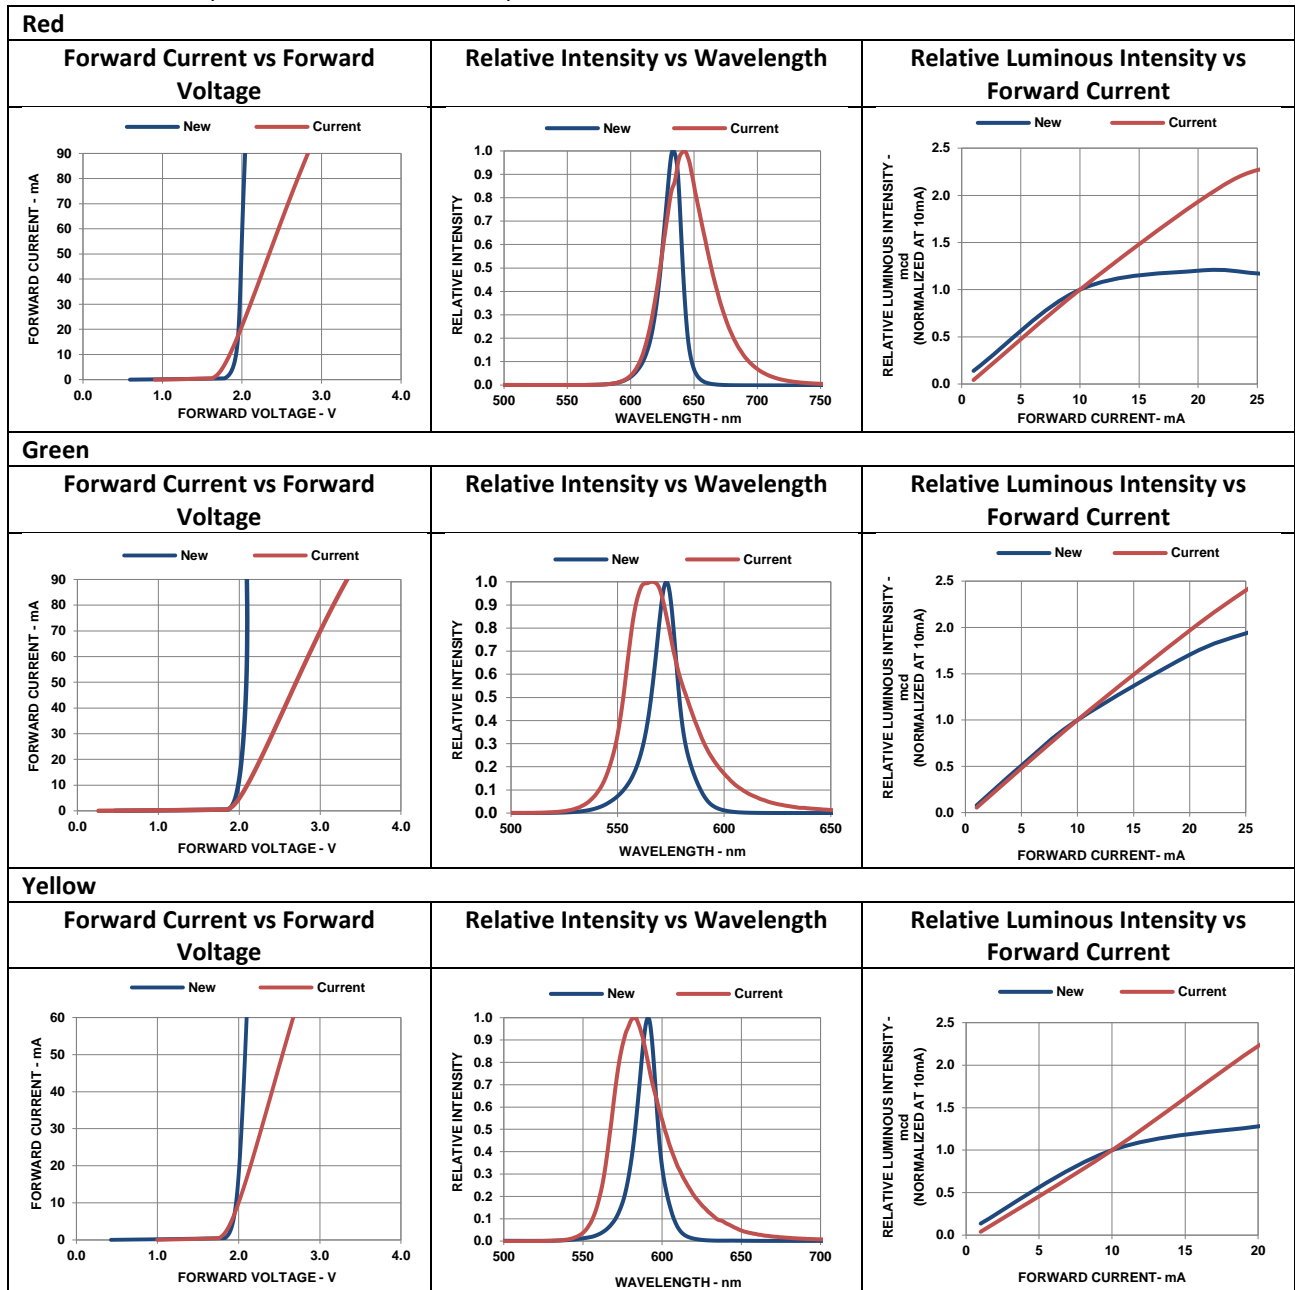 Red
Forward Current vs Forward
Voltage
Relative Intensity vs Wavelength
Relative Luminous Intensity vs
Forward Current
New
Current
FORWARD CURRENT - mA
90
80
70
60
50
40
30
20
10
0
0.0 1.0 2.0 3.0 4.0
FORWARD VOLTAGE - V
New
Current
RELATIVE INTENSITY
1.0
0.9
0.8
0.7
0.6
0.5
0.4
0.3
0.2
0.1
0.0
500 550 600 650 700 750
WAVELENGTH - nm
New
Current
RELATIVE LUMINOUS INTENSITY -
mcd
(NORMALIZED AT 10mA)
2.5
2.0
1.5
1.0
0.5
0.0
0 5 10 15 20 25
FORWARD CURRENT- mA
Green
Forward Current vs Forward
Voltage
Relative Intensity vs Wavelength
Relative Luminous Intensity vs
Forward Current
New
Current
FORWARD CURRENT - mA
90
80
70
60
50
40
30
20
10
0
0.0 1.0 2.0 3.0 4.0
FORWARD VOLTAGE - V
New
Current
RELATIVE INTENSITY
1.0
0.9
0.8
0.7
0.6
0.5
0.4
0.3
0.2
0.1
0.0
500 550 600 650
WAVELENGTH - nm
New
Current
RELATIVE LUMINOUS INTENSITY -
mcd
(NORMALIZED AT 10mA)
2.5
2.0
1.5
1.0
0.5
0.0
0 5 10 15 20 25
FORWARD CURRENT- mA
Yellow
Forward Current vs Forward
Voltage
Relative Intensity vs Wavelength
Relative Luminous Intensity vs
Forward Current
New
Current
FORWARD CURRENT - mA
60
50
40
30
20
10
0
0.0 1.0 2.0 3.0 4.0
FORWARD VOLTAGE - V
New
Current
RELATIVE INTENSITY
1.0
0.9
0.8
0.7
0.6
0.5
0.4
0.3
0.2
0.1
0.0
500 550 600 650 700
WAVELENGTH - nm
New
Current
RELATIVE LUMINOUS INTENSITY -
mcd
(NORMALIZED AT 10mA)
2.5
2.0
1.5
1.0
0.5
0.0
0 5 10 15 20
FORWARD CURRENT- mA